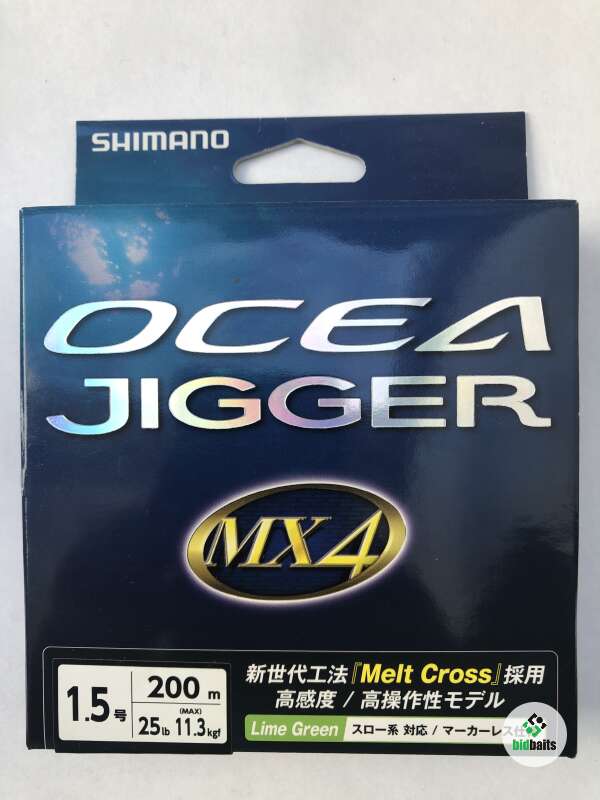 SHIMANO
OCEA
JIGGER
MX4
新世代工法『Melt Cross』採用
高感度 / 高操作性モデル
1.5号
200m
(MAX)
25lb 11.3kgf
Lime Green スロー系 対応 / マーカーレス仕
bidbaits